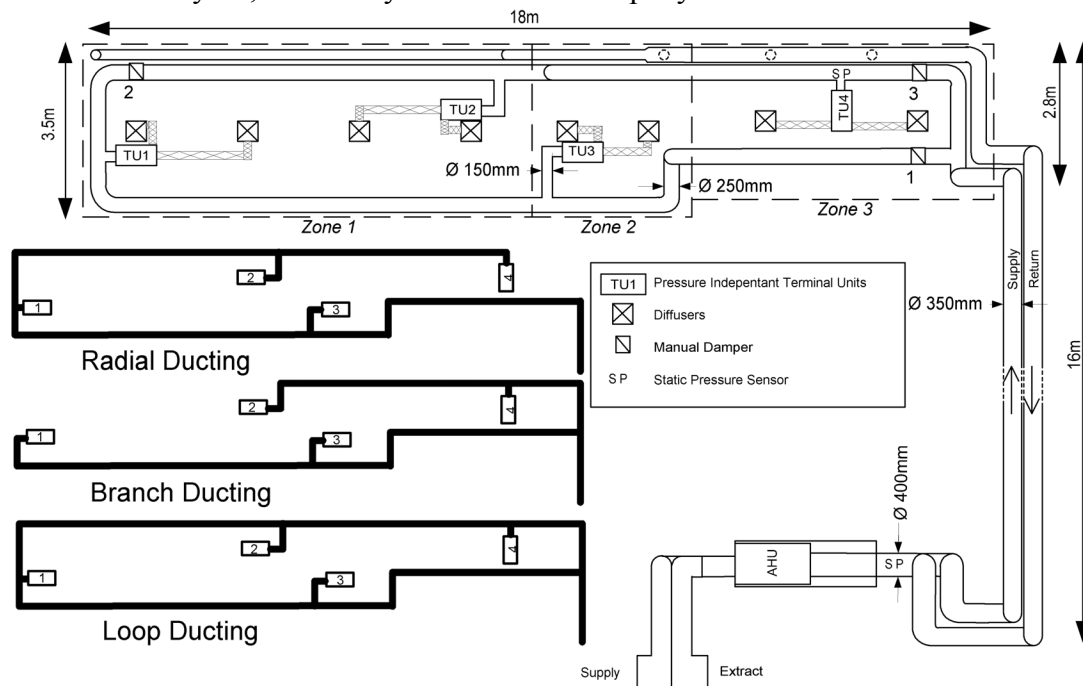 18m
3.5m
2.8m
16m
2
3
1
S P
TU1
TU2
TU3
TU4
Ø 150mm
Ø 250mm
Zone 1
Zone 2
Zone 3
Supply
Return
Ø 350mm
Ø 400mm
S P
AHU
Supply
Extract
1
2
3
4
Radial Ducting
1
2
3
4
Branch Ducting
1
2
3
4
Loop Ducting
TU1
Pressure Indepentant Terminal Units
Diffusers
Manual Damper
S P
Static Pressure Sensor